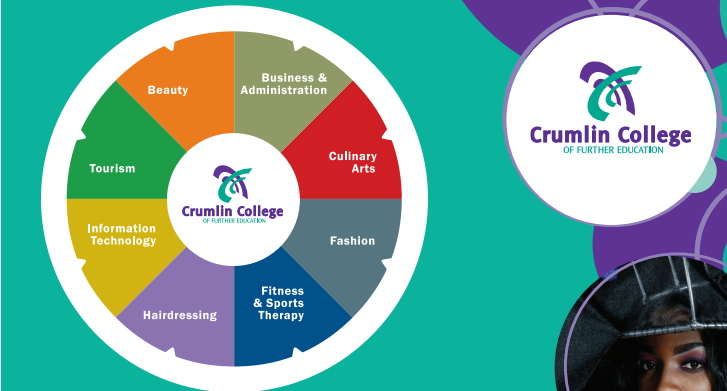 Beauty
Business &
Administration
Culinary
Arts
Fashion
Fitness
& Sports
Therapy
Hairdressing
Information
Technology
Tourism
Crumlin College
OF FURTHER EDUCATION
Crumlin College
OF FURTHER EDUCATION